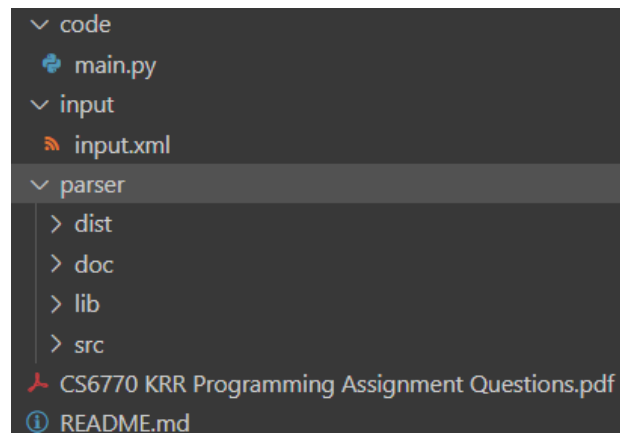 code
main.py
input
input.xml
parser
dist
doc
lib
src
CS6770 KRR Programming Assignment Questions.pdf
README.md